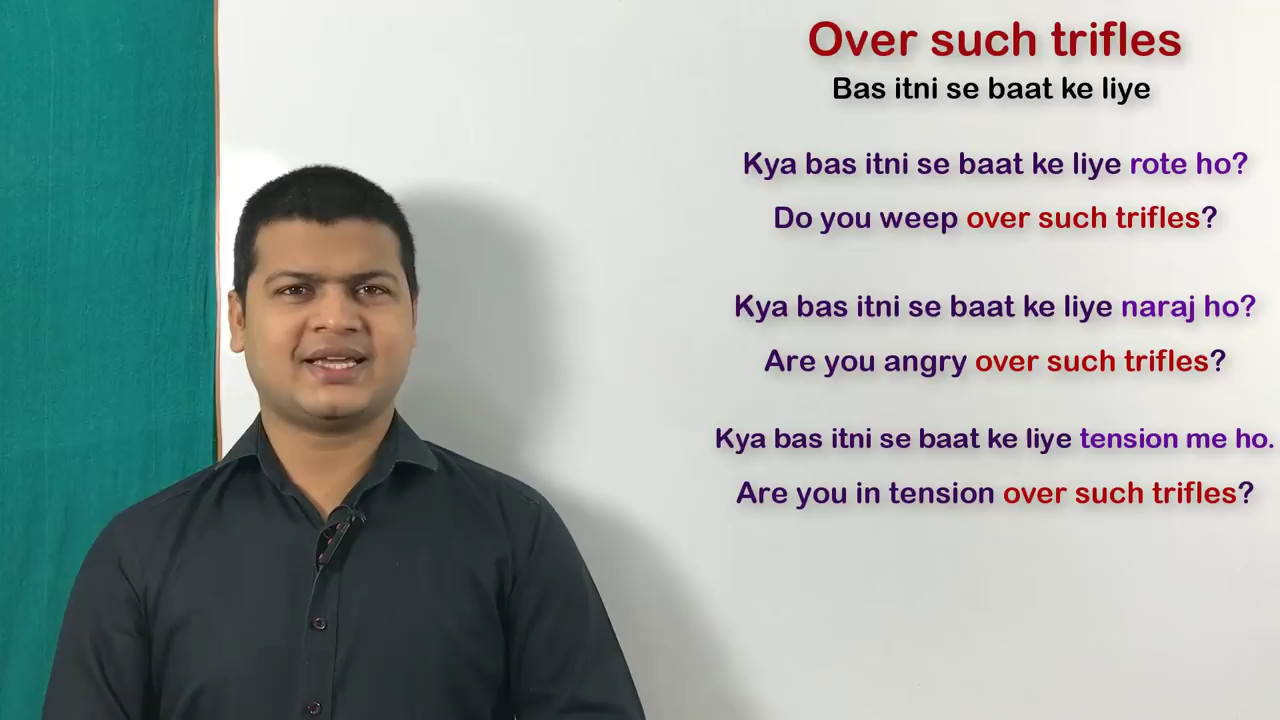 Over such trifles
Bas itni se baat ke liye
Kya bas itni se baat ke liye rote ho?
Do you weep over such trifles?
Kya bas itni se baat ke liye naraj ho?
Are you angry over such trifles?
Kya bas itni se baat ke liye tension me ho.
Are you in tension over such trifles?